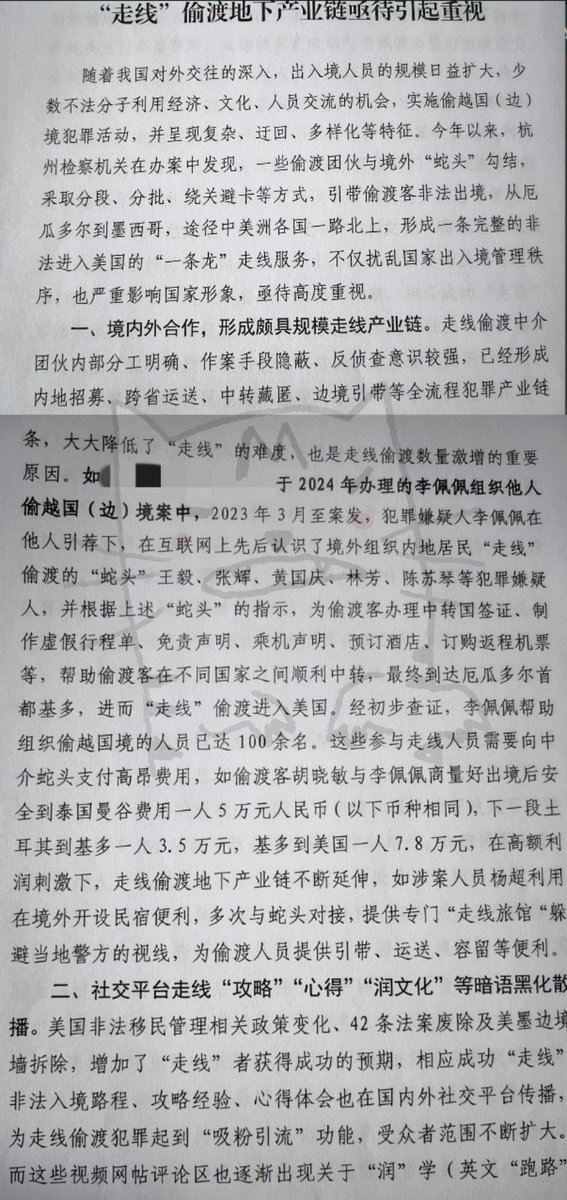 “走线”偷渡地下产业链亟待引起重视
随着我国对外交往的深入，出入境人员的规模日益扩大，少
数不法分子利用经济、文化、人员交流的机会，实施偷越国（边）
境犯罪活动，并呈现复杂、迂回、多样化等特征。今年以来，杭
州检察机关在办案中发现，一些偷渡团伙与境外“蛇头”勾结，
采取分段、分批、绕关避卡等方式，引带偷渡客非法出境，从厄
瓜多尔到墨西哥，途径中美洲各国一路北上，形成一条完整的非
法进入美国的“一条龙”走线服务，不仅扰乱国家出入境管理秩
序，也严重影响国家形象，亟待高度重视。
一、境内外合作，形成颇具规模走线产业链。走线偷渡中介
团伙内部分工明确、作案手段隐蔽、反侦查意识较强，已经形成
内地招募、跨省运送、中转藏匿、边境引带等全流程犯罪产业链
条，大大降低了“走线”的难度，也是走线偷渡数量激增的重要
原因。如
于 2024 年办理的李佩佩组织他人
偷越国（边）境案中，2023 年 3 月至案发，犯罪嫌疑人李佩佩在
他人引荐下，在互联网上先后认识了境外组织内地居民“走线”
偷渡的“蛇头”王毅、张辉、黄国庆、林芳、陈苏琴等犯罪嫌疑
人，并根据上述“蛇头”的指示，为偷渡客办理中转国签证、制
作虚假行程单、免责声明、乘机声明、预订酒店、订购返程机票
等，帮助偷渡客在不同国家之间顺利中转，最终到达厄瓜多尔首
都基多，进而“走线”偷渡进入美国。经初步查证，李佩佩帮助
组织偷越国境的人员已达 100 余名。这些参与走线人员需要向中
介蛇头支付高昂费用，如偷渡客胡晓敏与李佩佩商量好出境后安
全到泰国曼谷费用一人 5 万元人民币（以下币种相同），下一段土
耳其到基多一人 3.5 万元，基多到美国一人 7.8 万元，在高额利
润刺激下，走线偷渡地下产业链不断延伸，如涉案人员杨超利用
在境外开设民宿便利，多次与蛇头对接，提供专门“走线旅馆“躲
避当地警方的视线，为偷渡人员提供引带、运送、容留等便利。
二、社交平台走线“攻略”“心得”“润文化”等暗语黑化散
播。美国非法移民管理相关政策变化、42 条法案废除及美墨边境
墙拆除，增加了“走线”者获得成功的预期，相应成功“走线”
非法入境路程、攻略经验、心得体会也在国内外社交平台传播，
为走线偷渡犯罪起到“吸粉引流”功能，受众者范围不断扩大。
而这些视频网帖评论区也逐渐出现关于“润”学（英文“跑路”